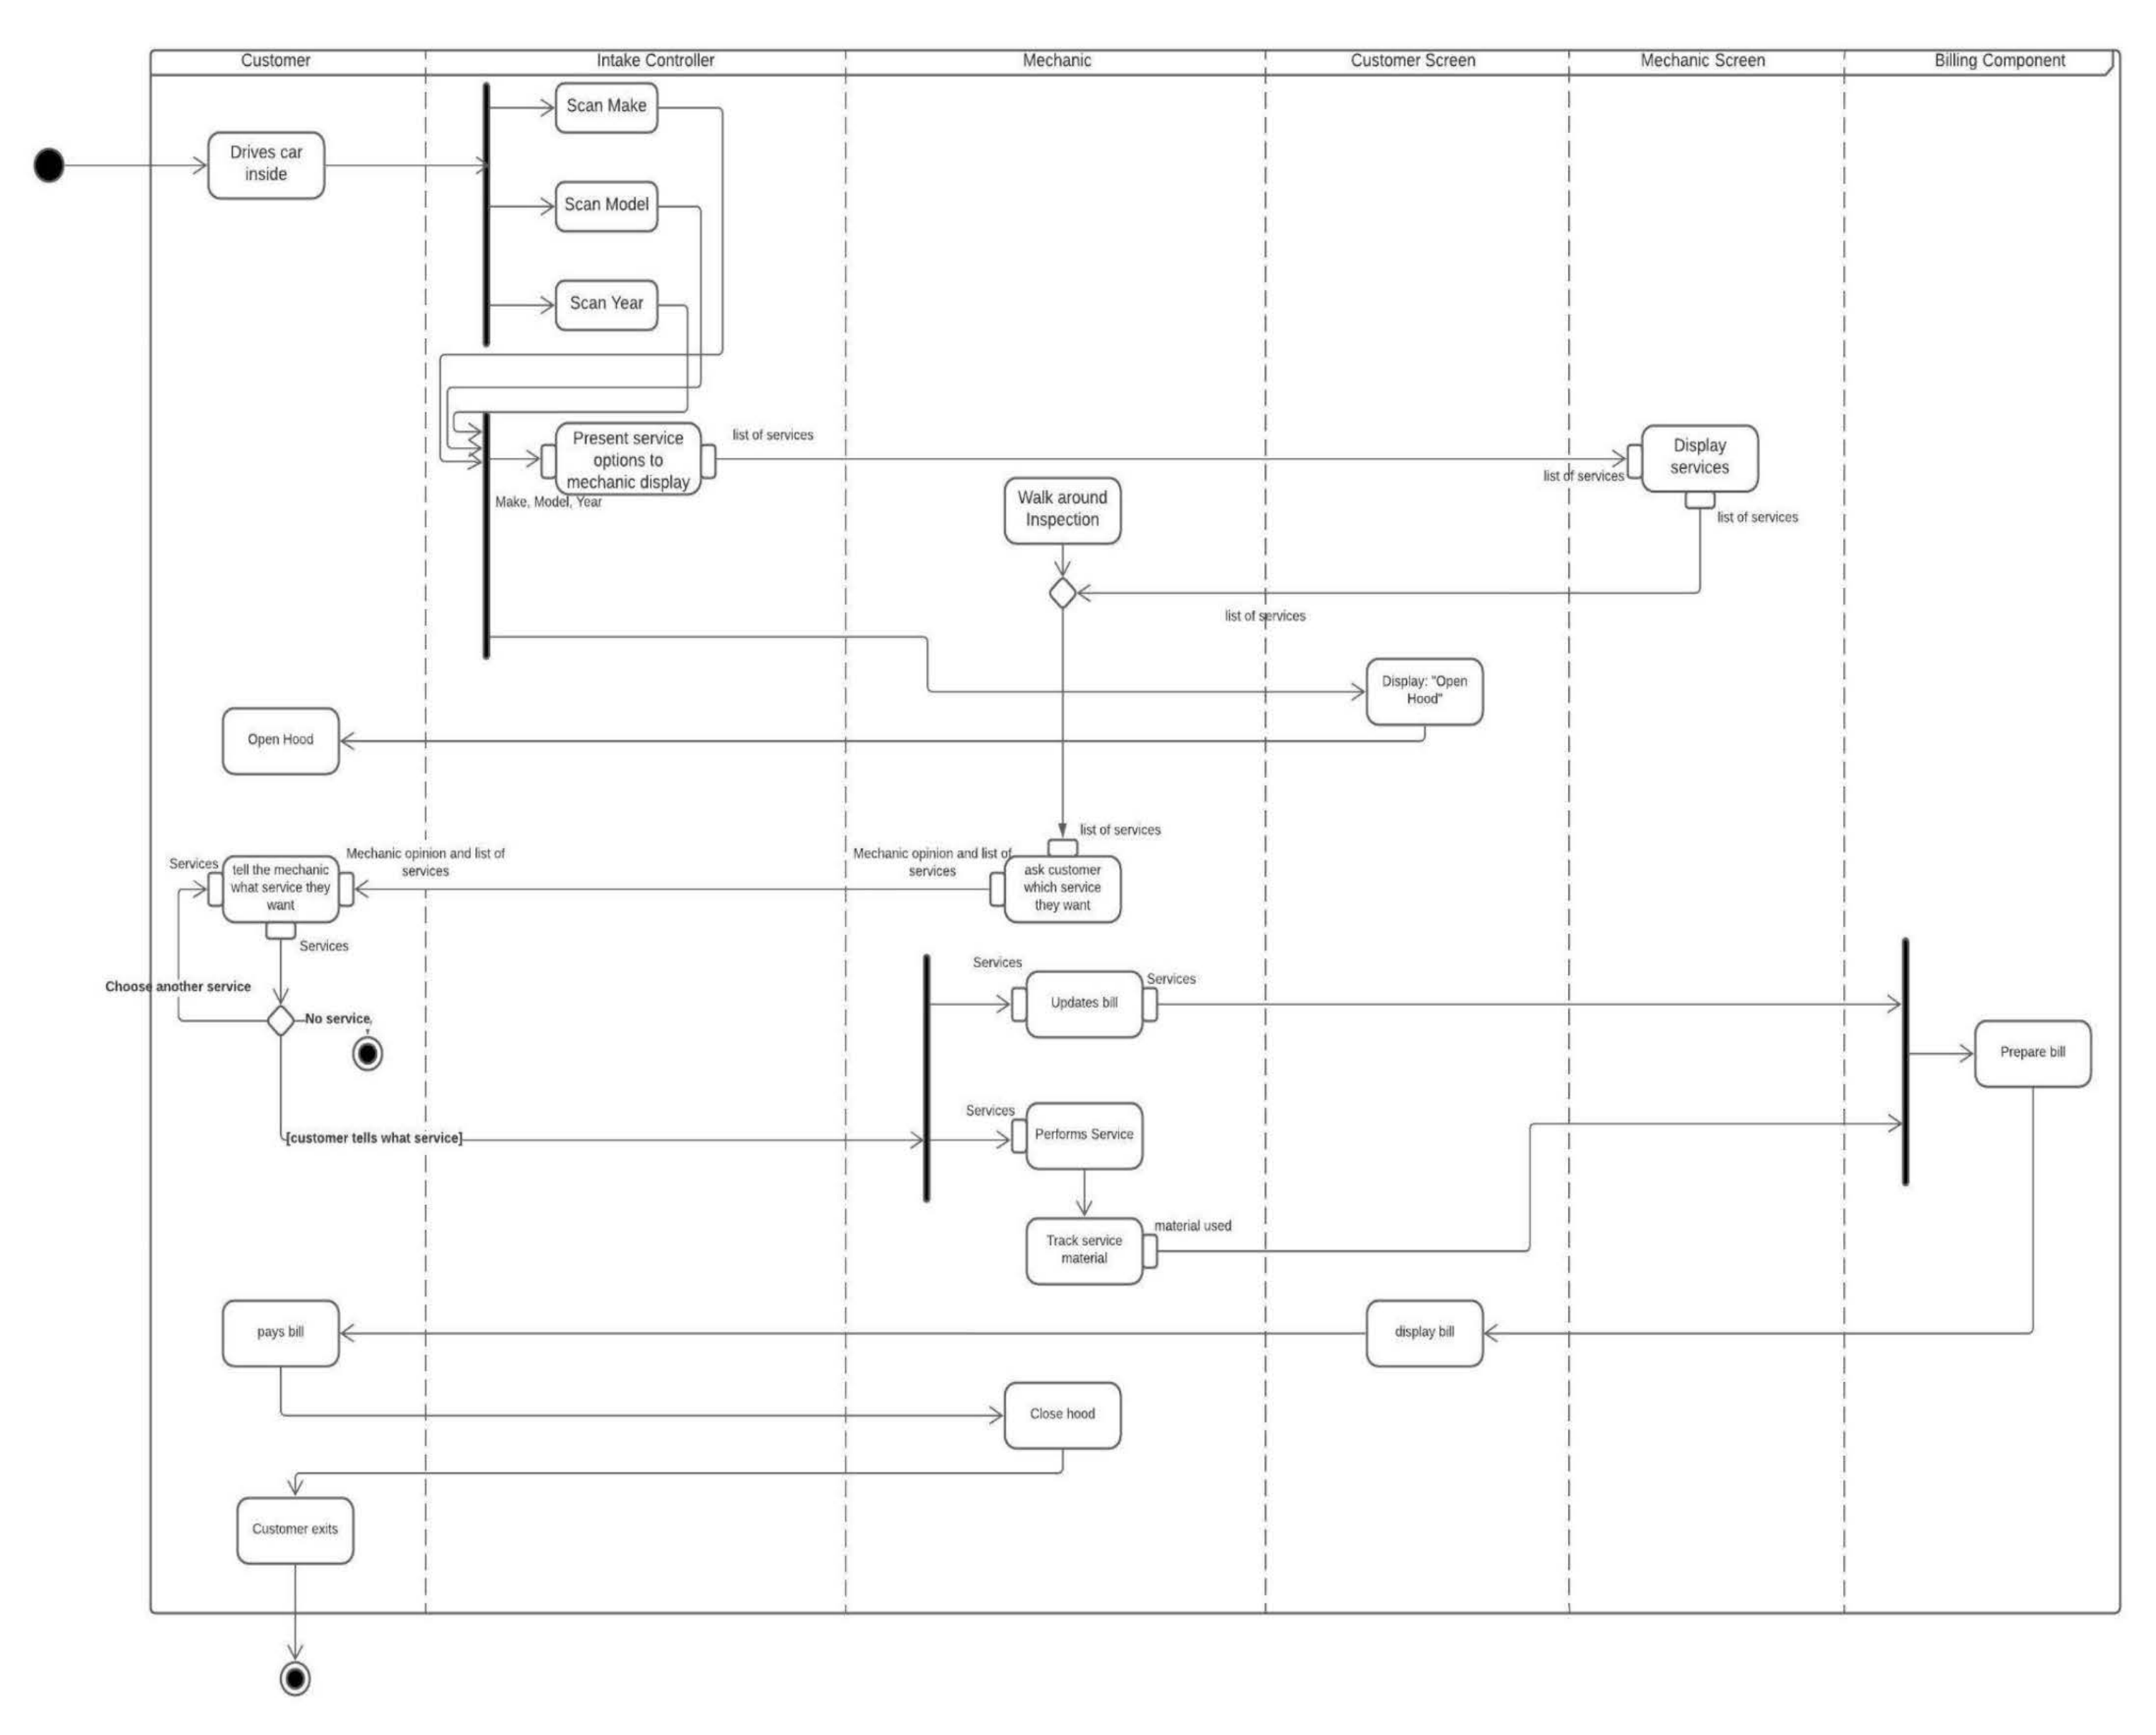 Customer
Intake Controller
Mechanic
Customer Screen
Mechanic Screen
Billing Component
Drives car
inside
Scan Make
Scan Model
Scan Year
Present service
options to
mechanic display
list of services
Make, Model, Year
Display
services
list of services
list of services
Walk around
Inspection
list of services
Display: "Open
Hood"
Open Hood
list of services
Services
tell the mechanic
what service they
want
Mechanic opinion and list of
services
Mechanic opinion and list of
services
ask customer
which service
they want
Services
Choose another service
No service
Services
Updates bill
Services
Prepare bill
[customer tells what service]
Services
Performs Service
Track service
material
material used
pays bill
display bill
Close hood
Customer exits